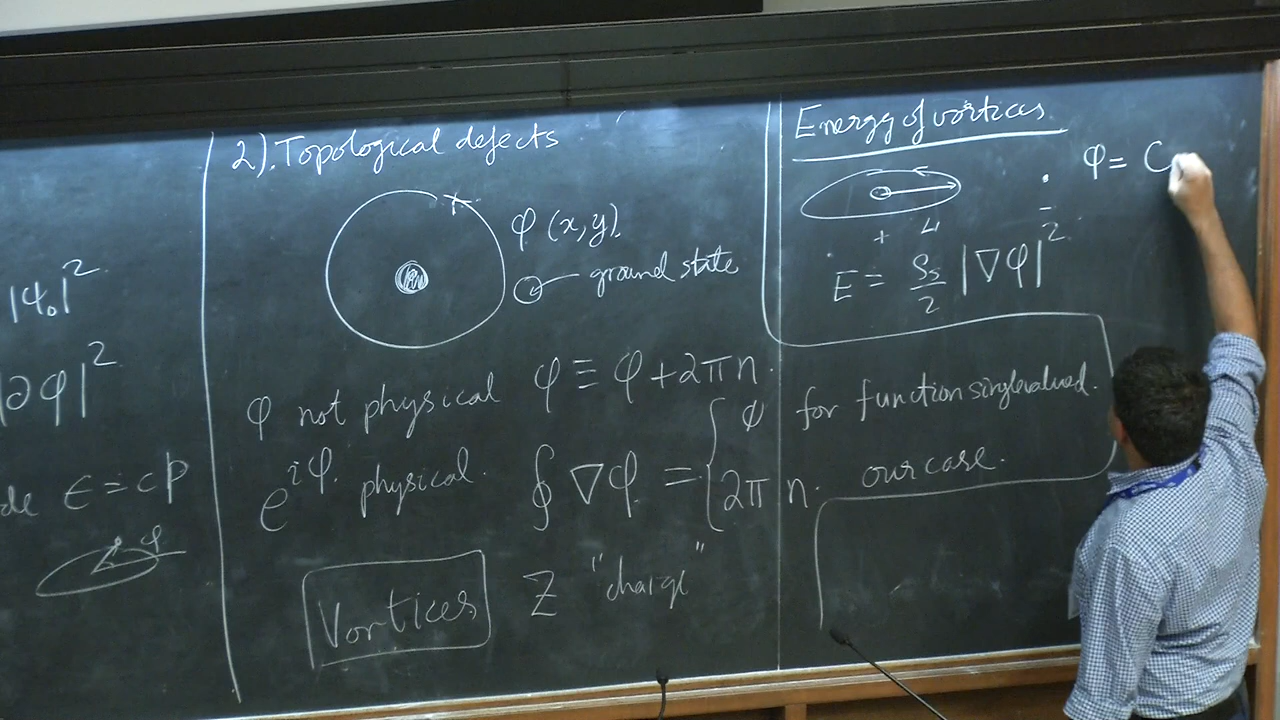 |ψ₀|²
|∂φ|²
de ϵ = cp
φ
2). Topological defects
φ(x,y)
ground state
φ not physical φ ≡ φ + 2πn.
e^{iφ} physical. ∮∇φ = { 0 for function singlevalued.
2πn. our case.
Vortices Z "charge"
Energy of vortices
φ = C
+
E = ρs/2 |∇φ|²